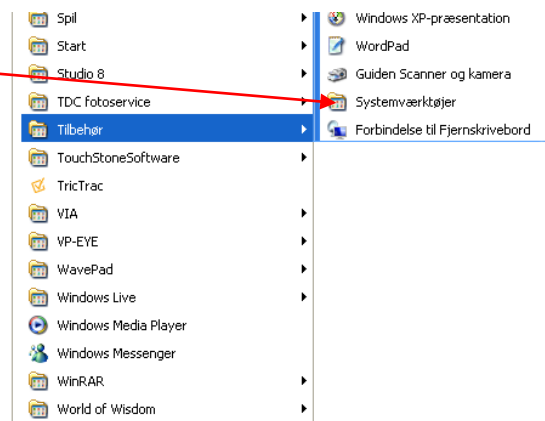 Spil
Start
Studio 8
TDC fotoservice
Tilbehør
TouchStoneSoftware
TricTrac
VIA
VP-EYE
WavePad
Windows Live
Windows Media Player
Windows Messenger
WinRAR
World of Wisdom
Windows XP-præsentation
WordPad
Guiden Scanner og kamera
Systemværktøjer
Forbindelse til Fjernskrivebord